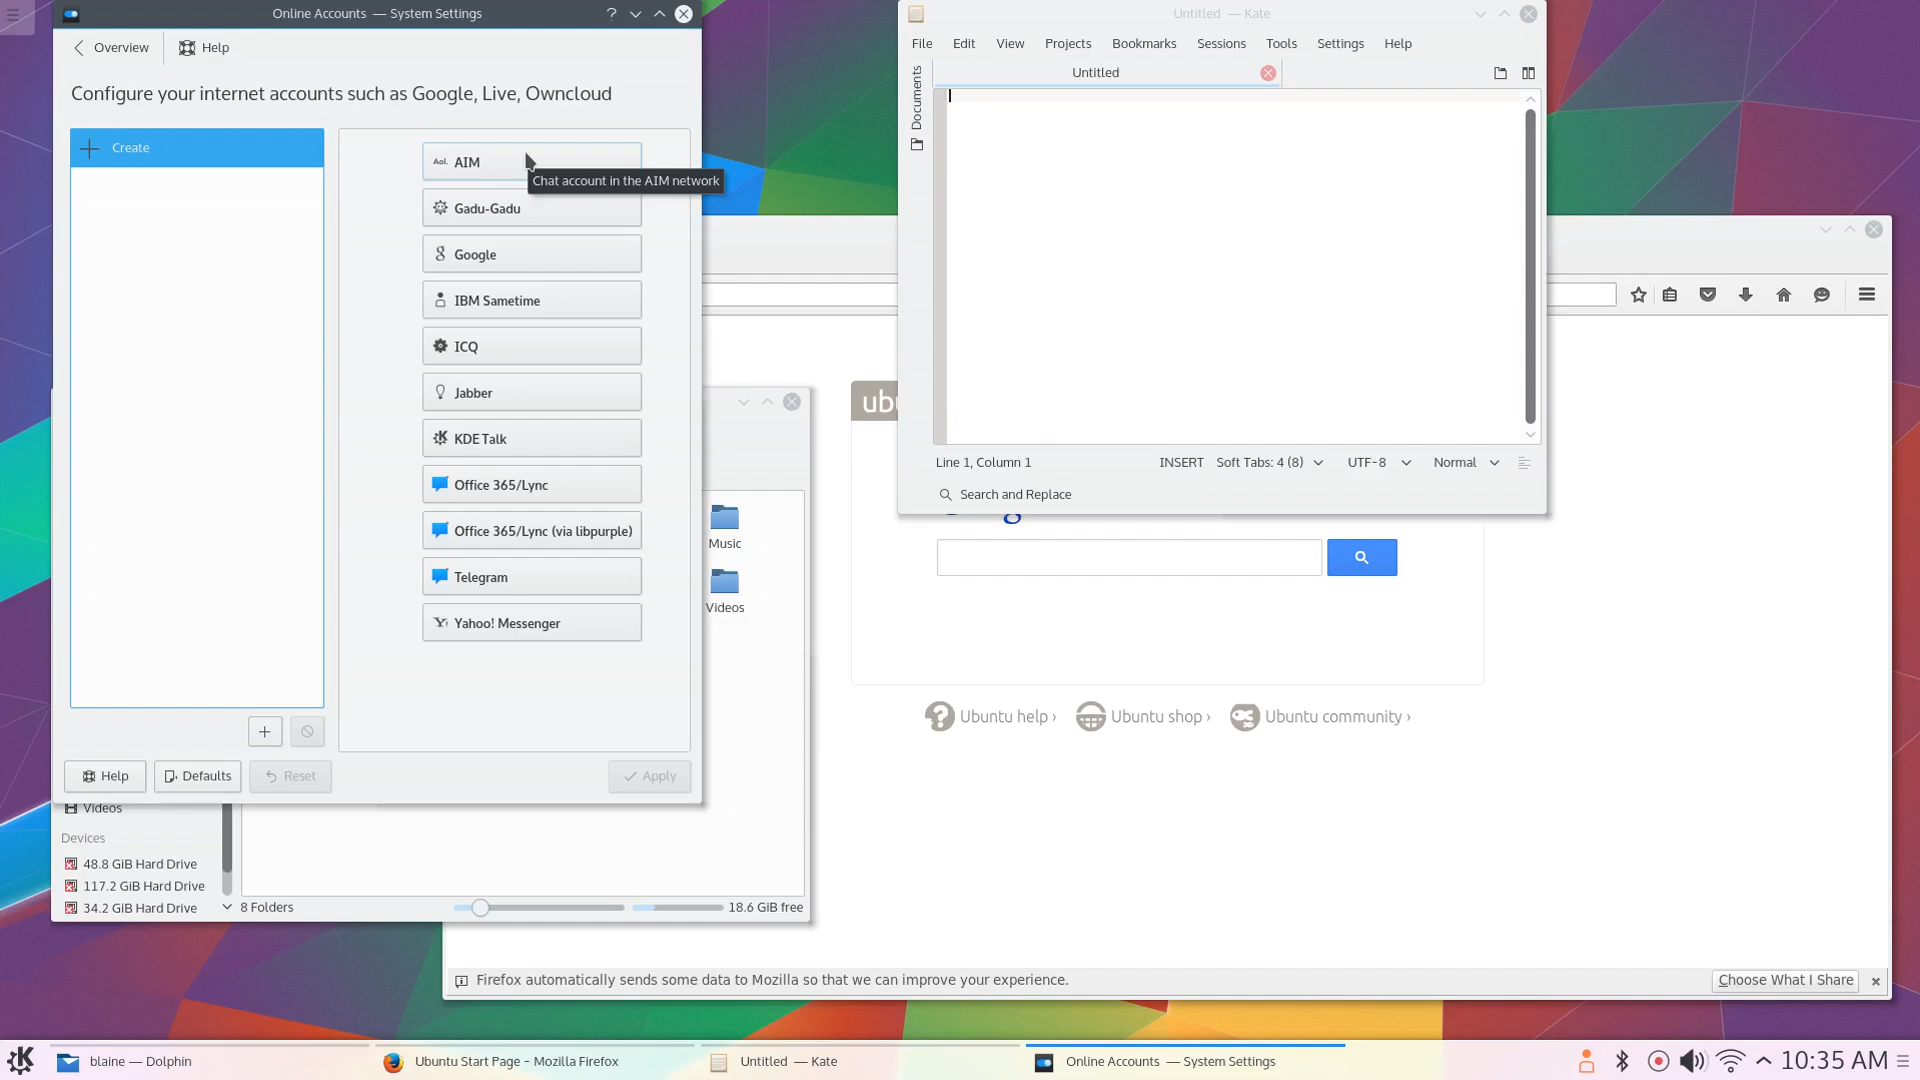 Online Accounts — System Settings
Overview
Help
Configure your internet accounts such as Google, Live, Owncloud
Create
Aol. AIM
Chat account in the AIM network
Gadu-Gadu
Google
IBM Sametime
ICQ
Jabber
KDE Talk
Office 365/Lync
Office 365/Lync (via libpurple)
Telegram
Yahoo! Messenger
Help
Defaults
Reset
Apply
Untitled — Kate
File Edit View Projects Bookmarks Sessions Tools Settings Help
Untitled
Documents
Line 1, Column 1
INSERT
Soft Tabs: 4 (8)
UTF-8
Normal
Search and Replace
Music
Videos
Videos
Devices
48.8 GiB Hard Drive
117.2 GiB Hard Drive
34.2 GiB Hard Drive
8 Folders
18.6 GiB free
Ubuntu help ›
Ubuntu shop ›
Ubuntu community ›
Firefox automatically sends some data to Mozilla so that we can improve your experience.
Choose What I Share
blaine — Dolphin
Ubuntu Start Page - Mozilla Firefox
Untitled — Kate
Online Accounts — System Settings
10:35 AM